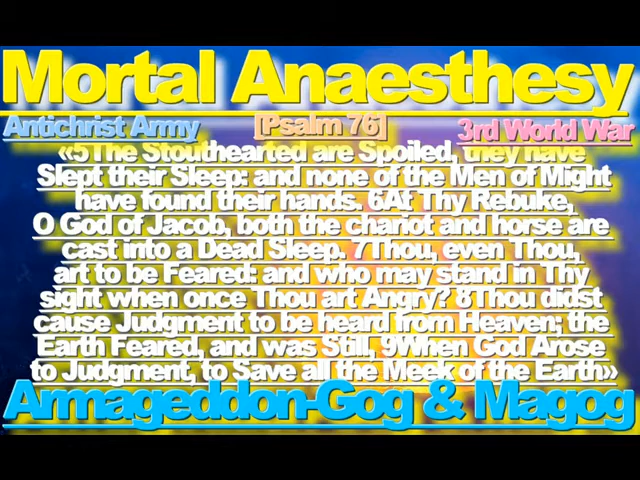 Mortal Anaesthesy
Antichrist Army [Psalm 76] 3rd World War
«5The Stouthearted are Spoiled, they have
Slept their Sleep: and none of the Men of Might
have found their hands. 6At Thy Rebuke,
O God of Jacob, both the chariot and horse are
cast into a Dead Sleep. 7Thou, even Thou,
art to be Feared: and who may stand in Thy
sight when once Thou art Angry? 8Thou didst
cause Judgment to be heard from Heaven; the
Earth Feared, and was Still, 9When God Arose
to Judgment, to Save all the Meek of the Earth»
Armageddon-Gog & Magog